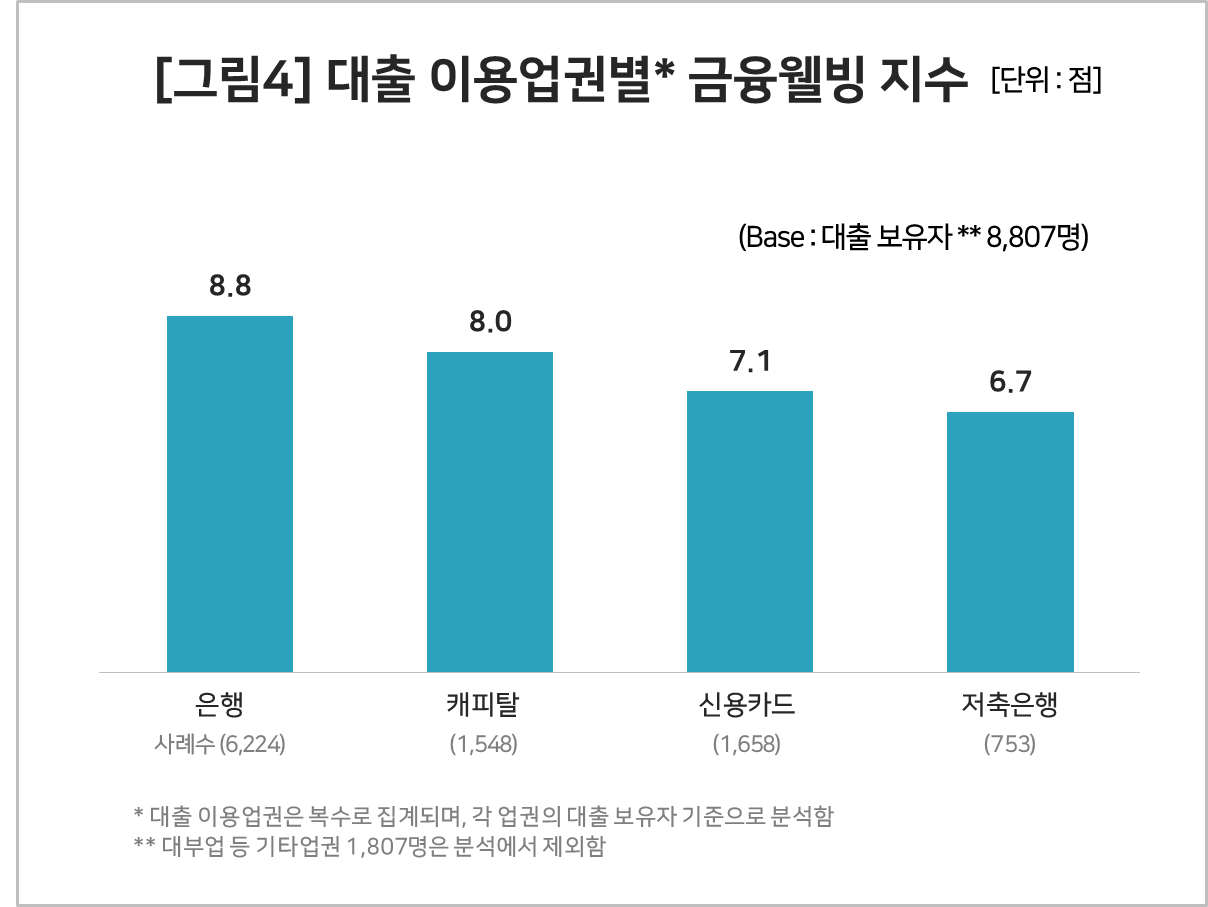 [그림4] 대출 이용업권별* 금융웰빙 지수 [단위 : 점]
(Base : 대출 보유자 ** 8,807명)
8.8
8.0
7.1
6.7
은행 캐피탈 신용카드 저축은행
사례수 (6,224) (1,548) (1,658) (753)
* 대출 이용업권은 복수로 집계되며, 각 업권의 대출 보유자 기준으로 분석함
** 대부업 등 기타업권 1,807명은 분석에서 제외함